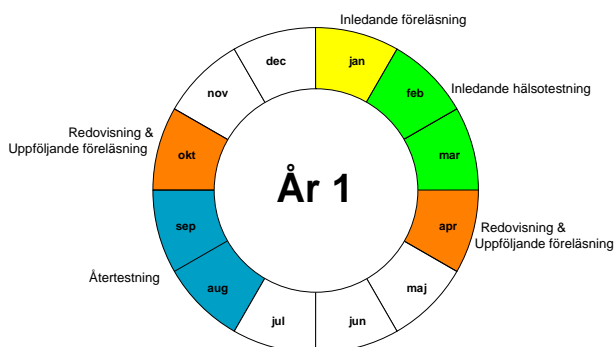 Inledande föreläsning
dec
jan
nov
feb
Inledande hälsotestning
Redovisning &
Uppföljande föreläsning
okt
mar
År 1
sep
apr
Redovisning &
Uppföljande föreläsning
Återtestning
aug
maj
jul
jun